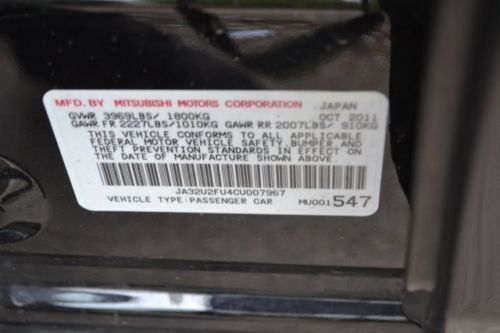 MFD. BY MITSUBISHI MOTORS CORPORATION JAPAN
GVWR 3969LBS/ 1800KG OCT 2011
GAWR FR 2227LBS/1010KG GAWR RR 2007LBS/ 910KG
THIS VEHICLE CONFORMS TO ALL APPLICABLE
FEDERAL MOTOR VEHICLE SAFETY,BUMPER,AND
THEFT PREVENTION STANDARDS IN EFFECT ON
THE DATE OF MANUFACTURE SHOWN ABOVE.
JA32U2FU4CU007967
VEHICLE TYPE:PASSENGER CAR MU001547